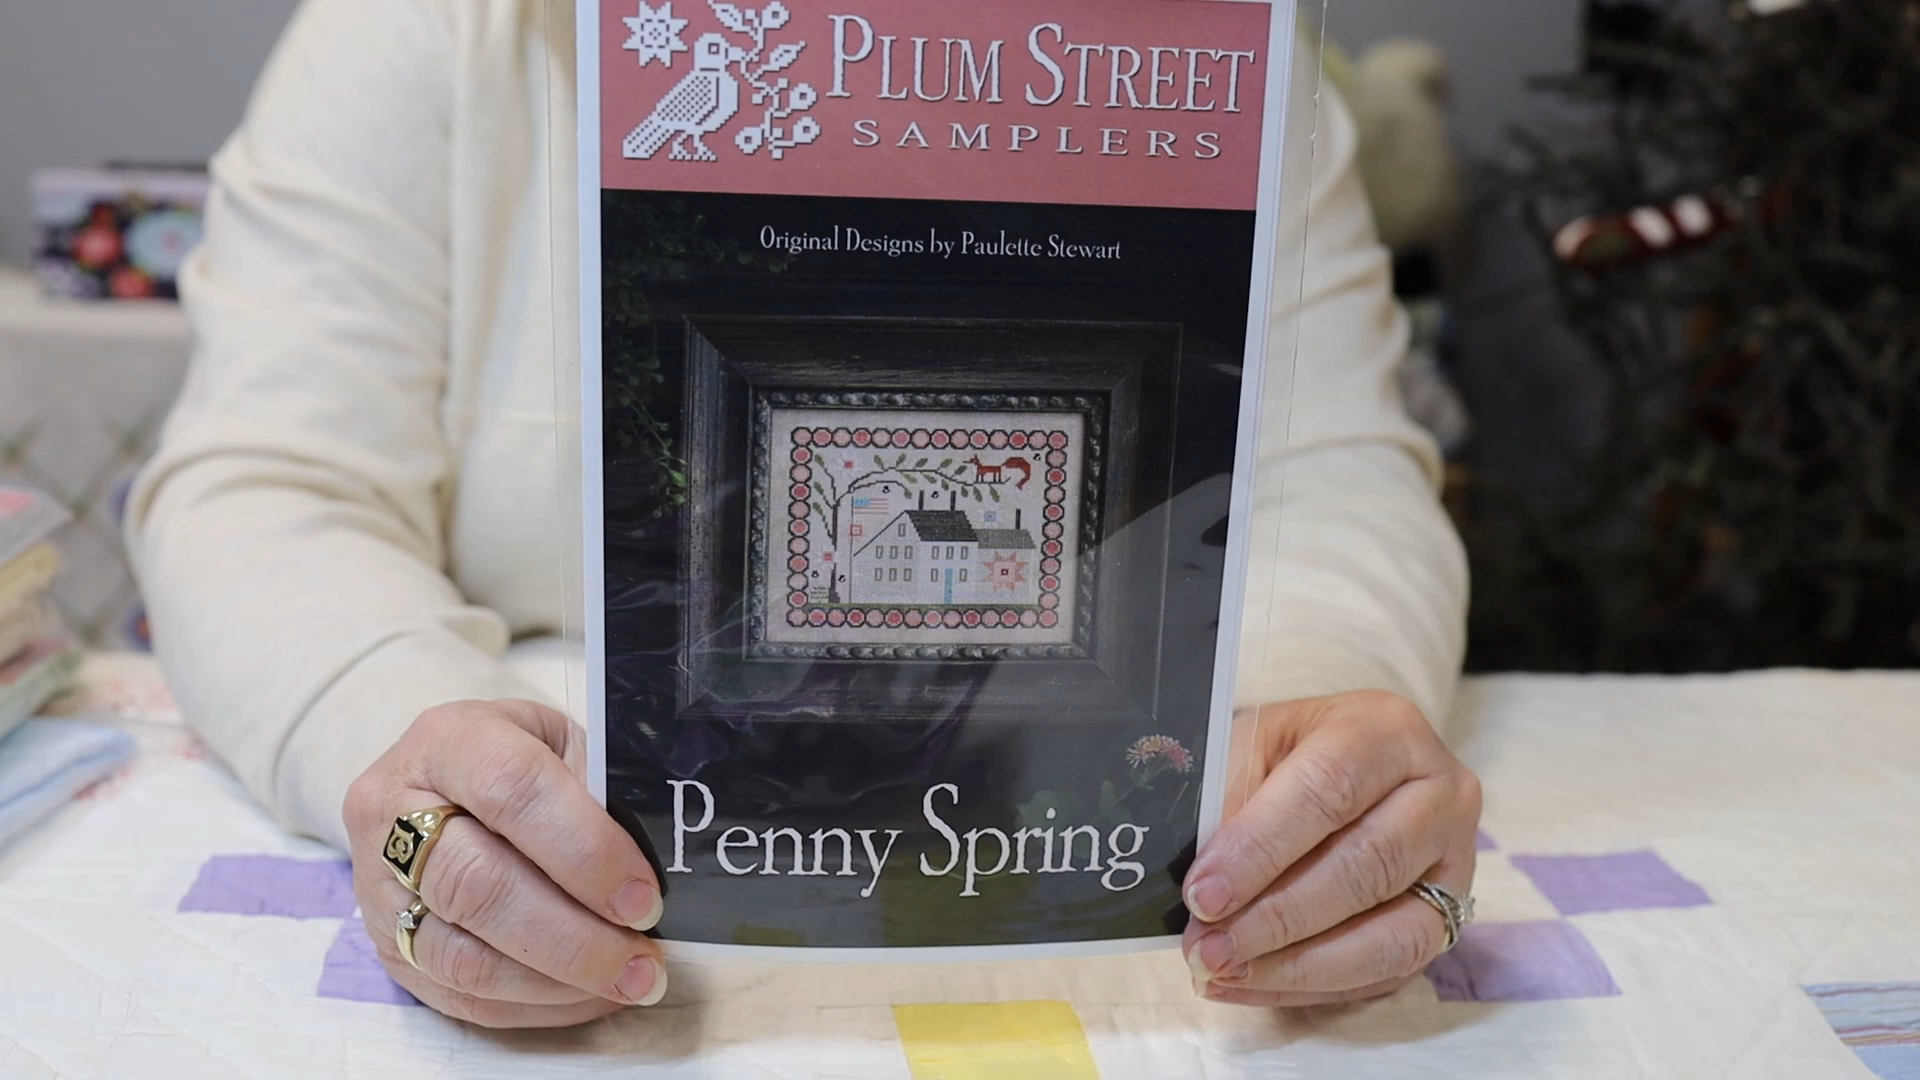 PLUM STREET
SAMPLERS
Original Designs by Paulette Stewart
Penny Spring